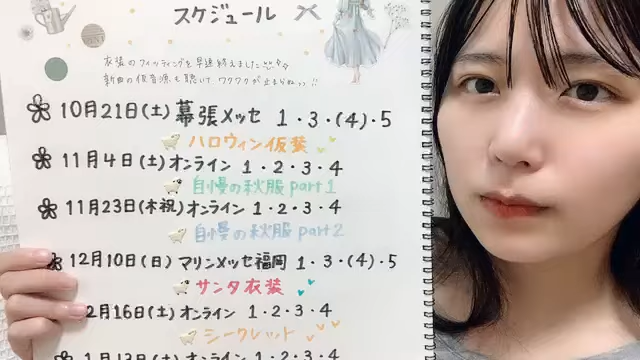 スケジュール
衣装のフィッティングを早速終えました
新曲の仮音源も聴いて、ワクワクが止まらぬっ!!
10月21日(土) 幕張メッセ 1・3・(4)・5
ハロウィン仮装
11月4日(土) オンライン 1・2・3・4
自慢の秋服 part1
11月23日(木祝) オンライン 1・2・3・4
自慢の秋服 part2
12月10日(日) マリンメッセ福岡 1・3・(4)・5
サンタ衣装
2月16日(土) オンライン 1・2・3・4
シークレット